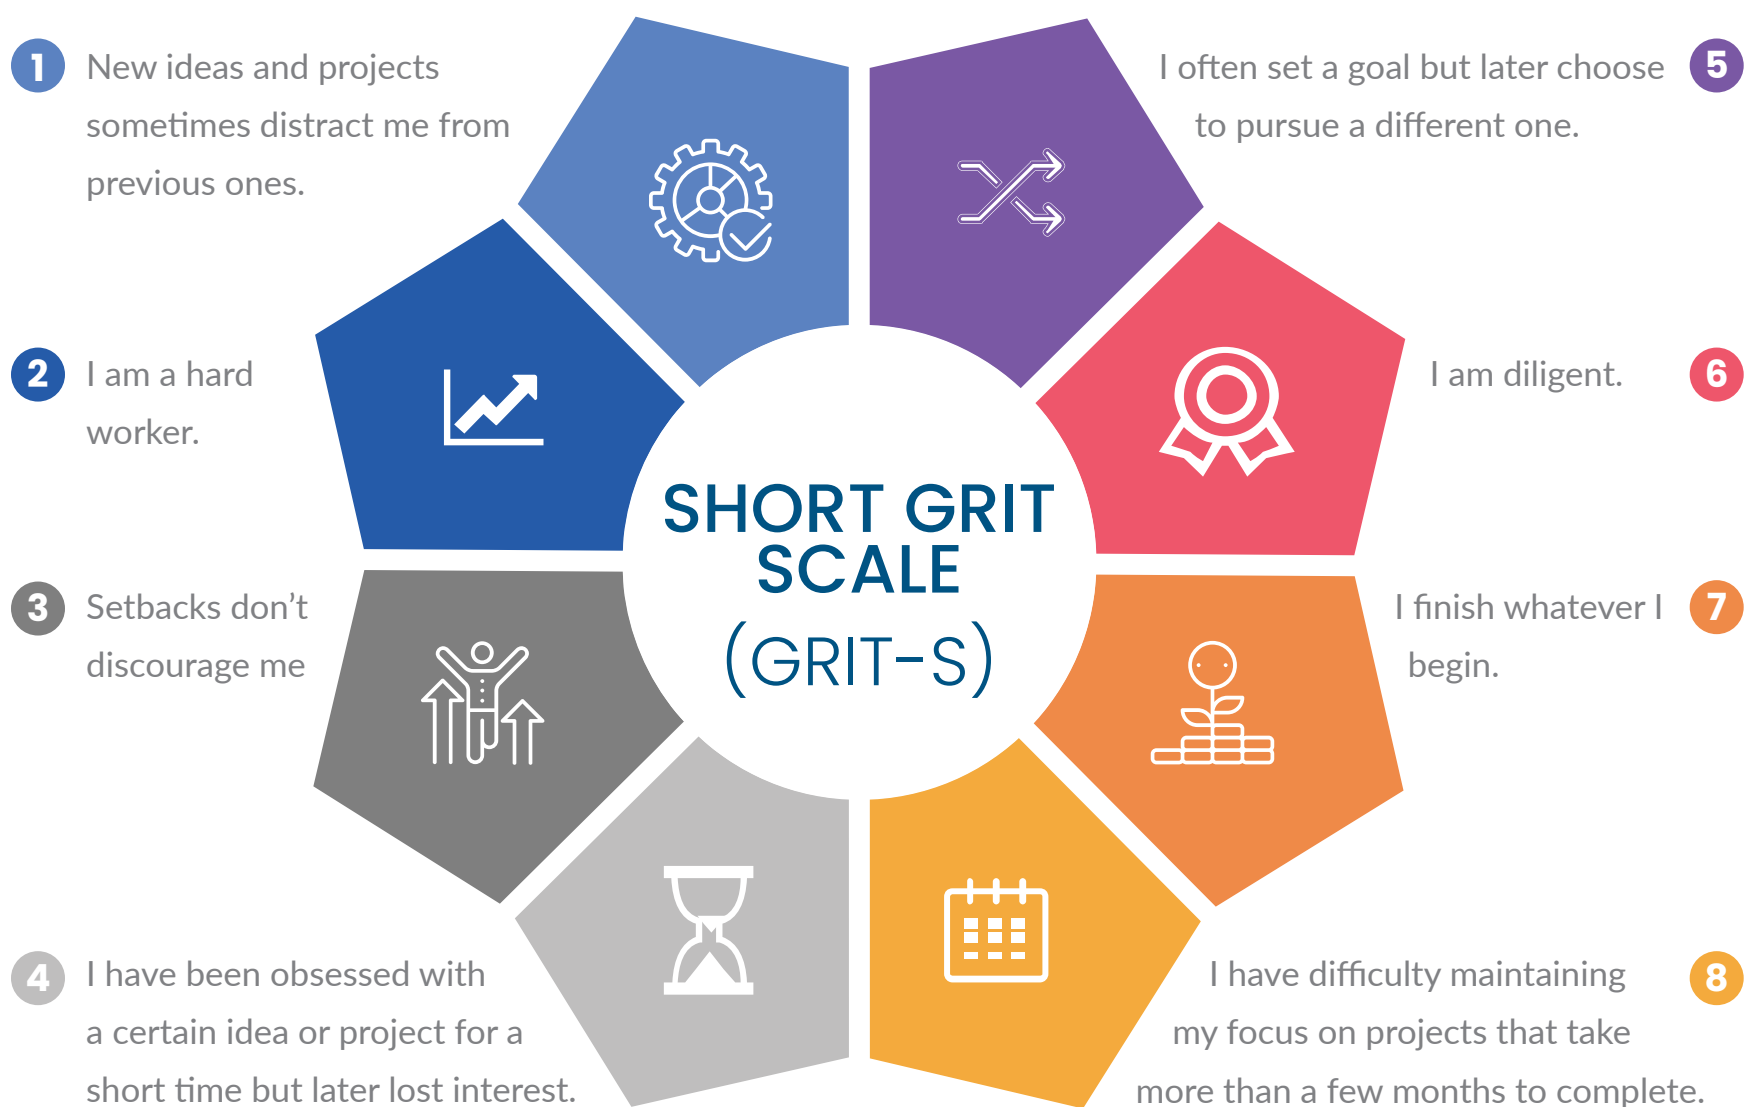 1
New ideas and projects
sometimes distract me from
previous ones.
2
I am a hard
worker.
3
Setbacks don’t
discourage me
4
I have been obsessed with
a certain idea or project for a
short time but later lost interest.
SHORT GRIT
SCALE
(GRIT-S)
I often set a goal but later choose
to pursue a different one.
5
I am diligent.
6
I finish whatever I
begin.
7
I have difficulty maintaining
my focus on projects that take
more than a few months to complete.
8